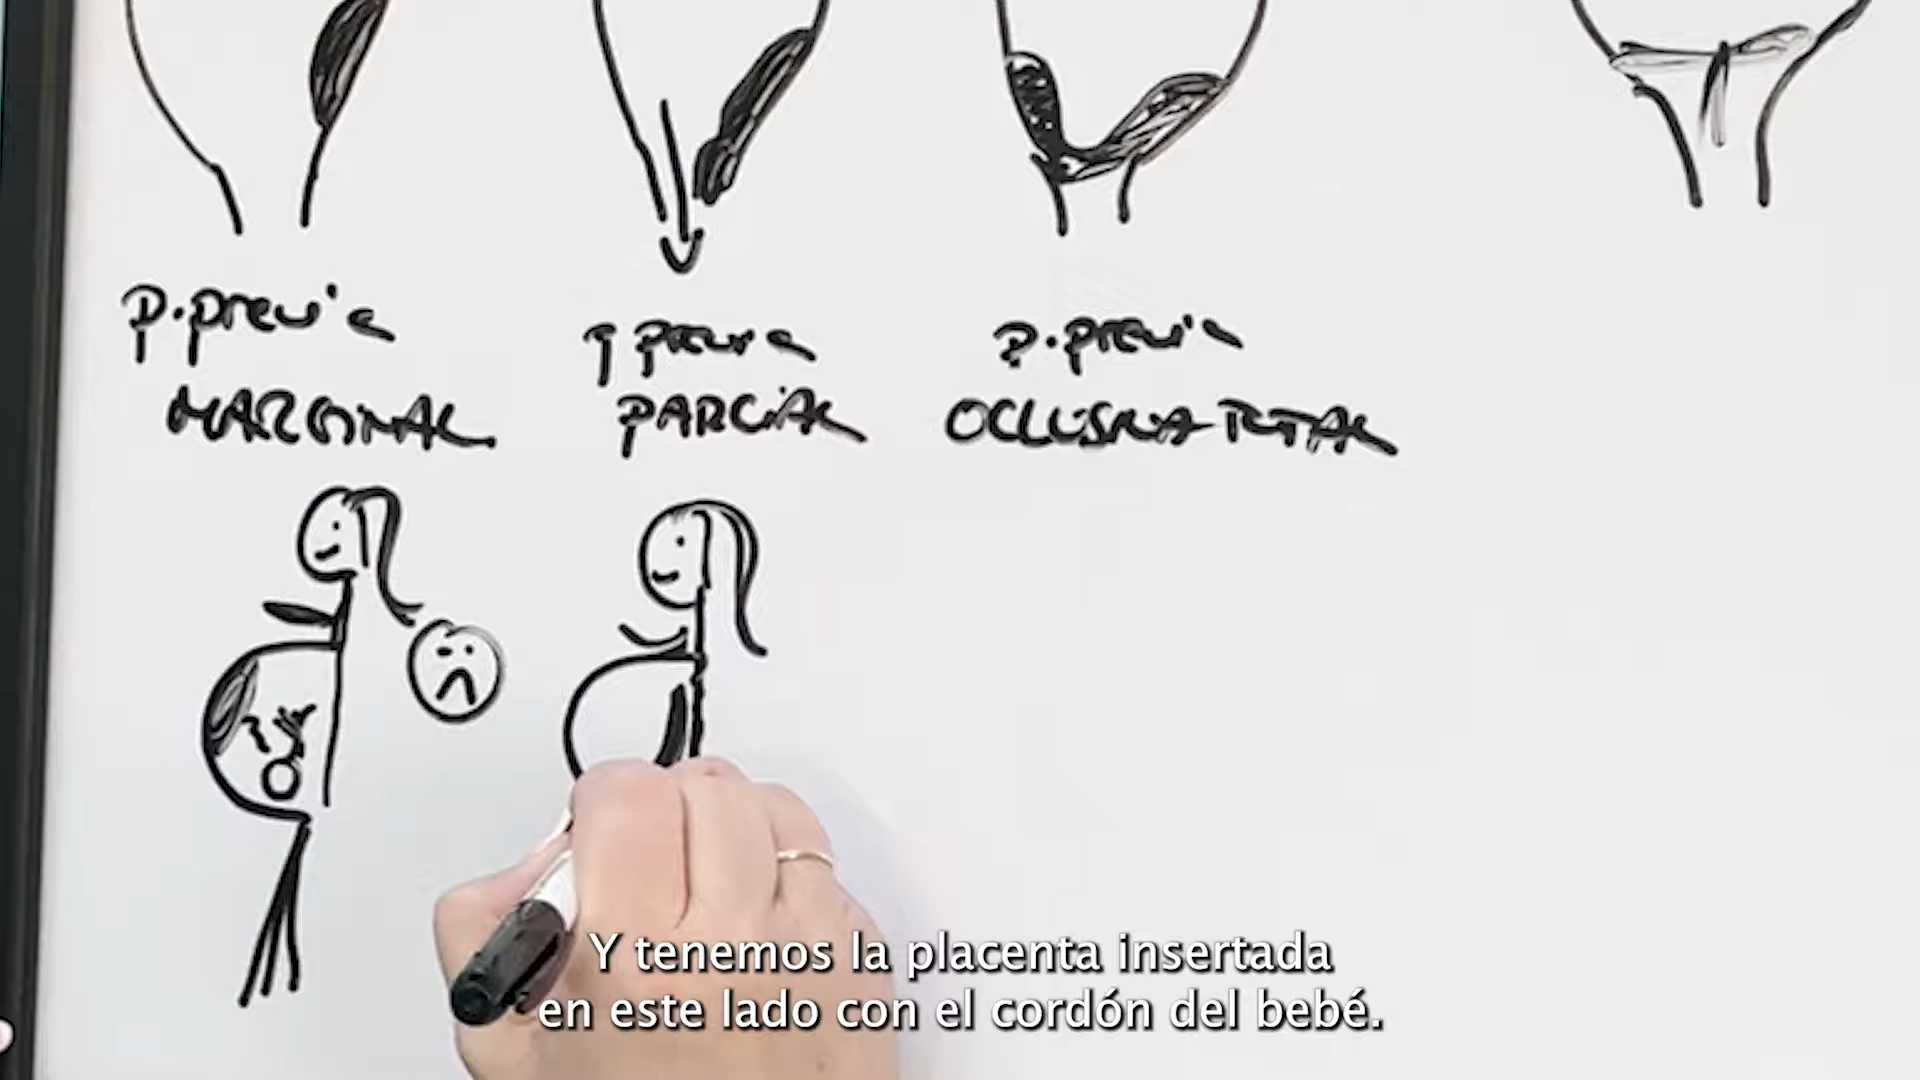 P. previa
MARGINAL
P previa
PARCIAL
P. previa
OCLUSIVA TOTAL
Y tenemos la placenta insertada
en este lado con el cordón del bebé.